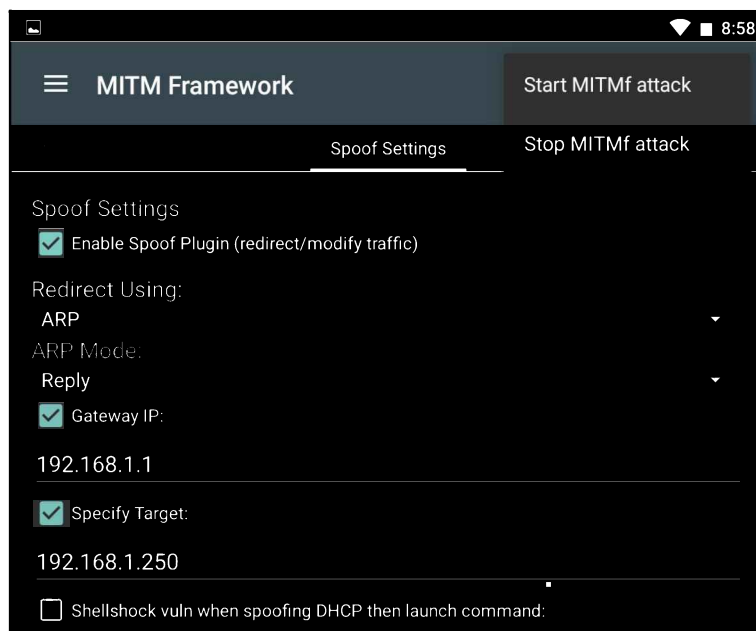 8:58
MITM Framework
Start MITMf attack
Spoof Settings
Stop MITMf attack
Spoof Settings
Enable Spoof Plugin (redirect/modify traffic)
Redirect Using:
ARP
ARP Mode:
Reply
Gateway IP:
192.168.1.1
Specify Target:
192.168.1.250
Shellshock vuln when spoofing DHCP then launch command: